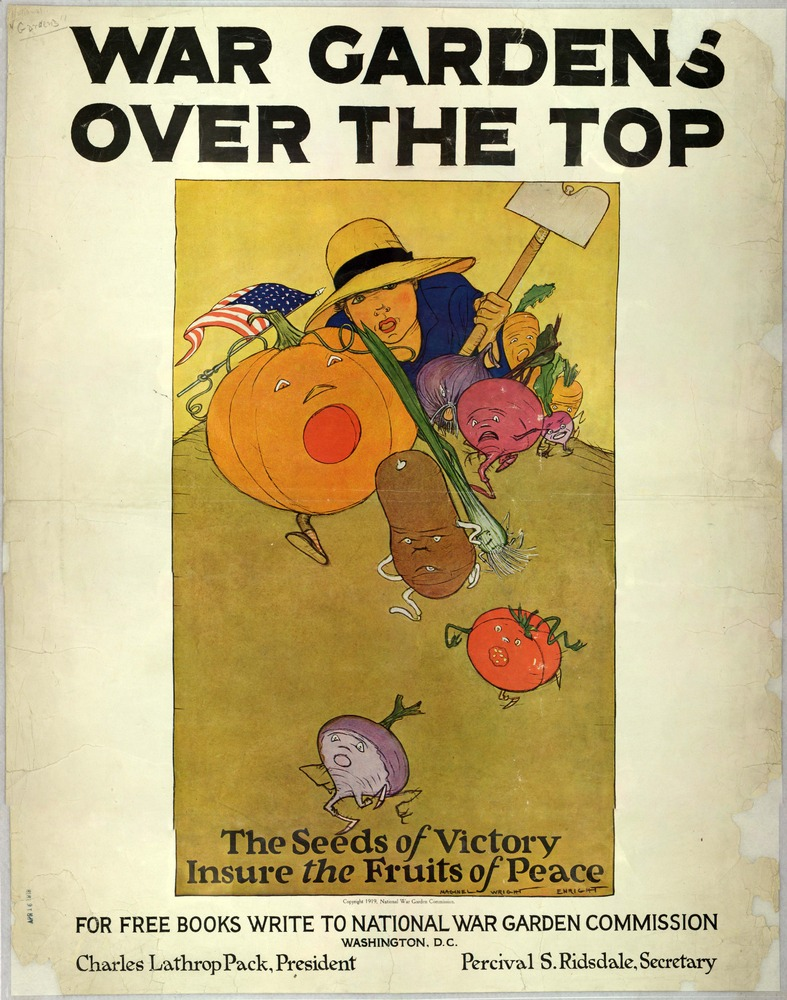 "Gardens"
WAR GARDENS
OVER THE TOP
The Seeds of Victory
Insure the Fruits of Peace
MAGINEL WRIGHT ENRIGHT
Copyright 1919, National War Garden Commission.
FOR FREE BOOKS WRITE TO NATIONAL WAR GARDEN COMMISSION
WASHINGTON, D.C.
Charles Lathrop Pack, President
Percival S. Ridsdale, Secretary